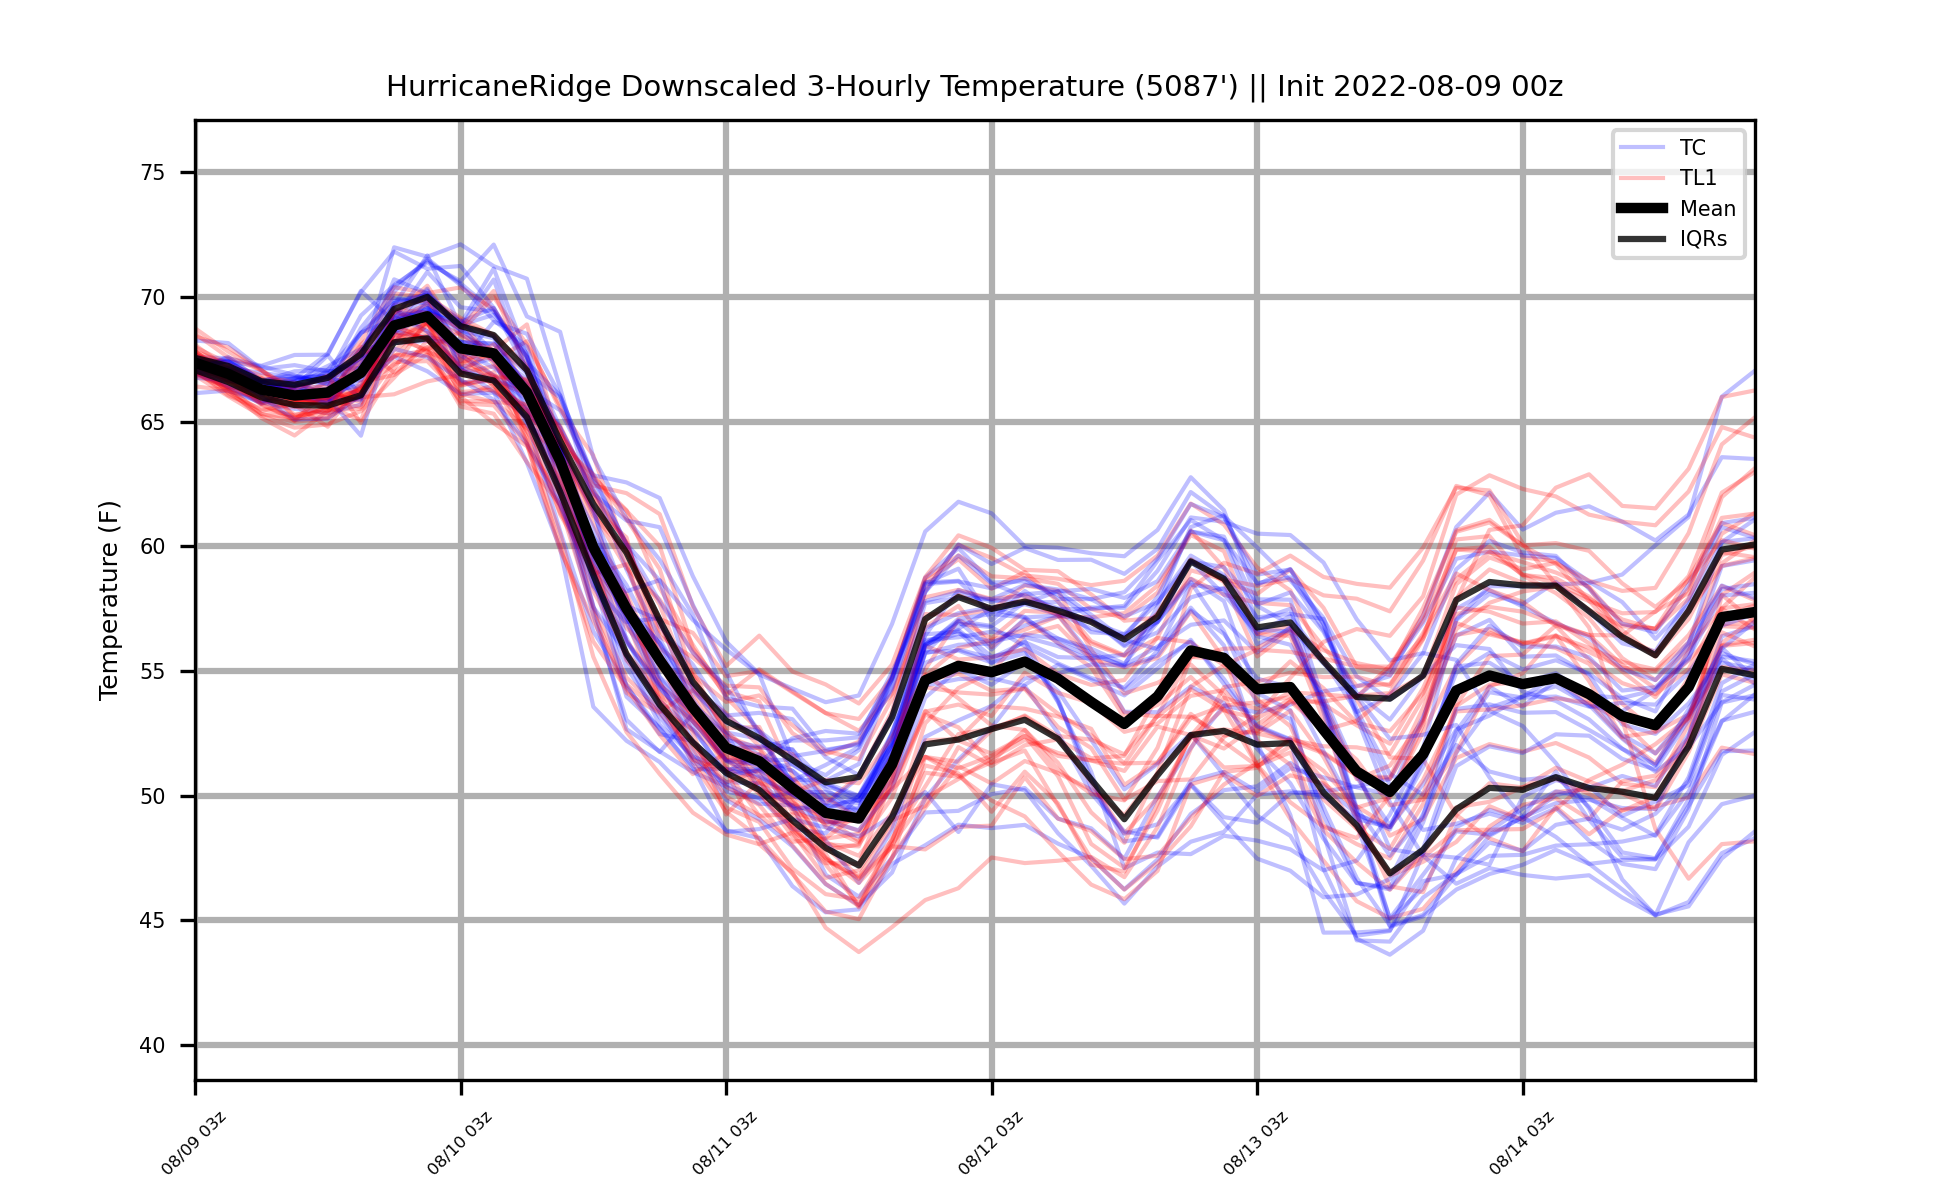 HurricaneRidge Downscaled 3-Hourly Temperature (5087') || Init 2022-08-09 00z
TC
TL1
Mean
IQRs
Temperature (F)
75
70
65
60
55
50
45
40
08/09 03z
08/10 03z
08/11 03z
08/12 03z
08/13 03z
08/14 03z